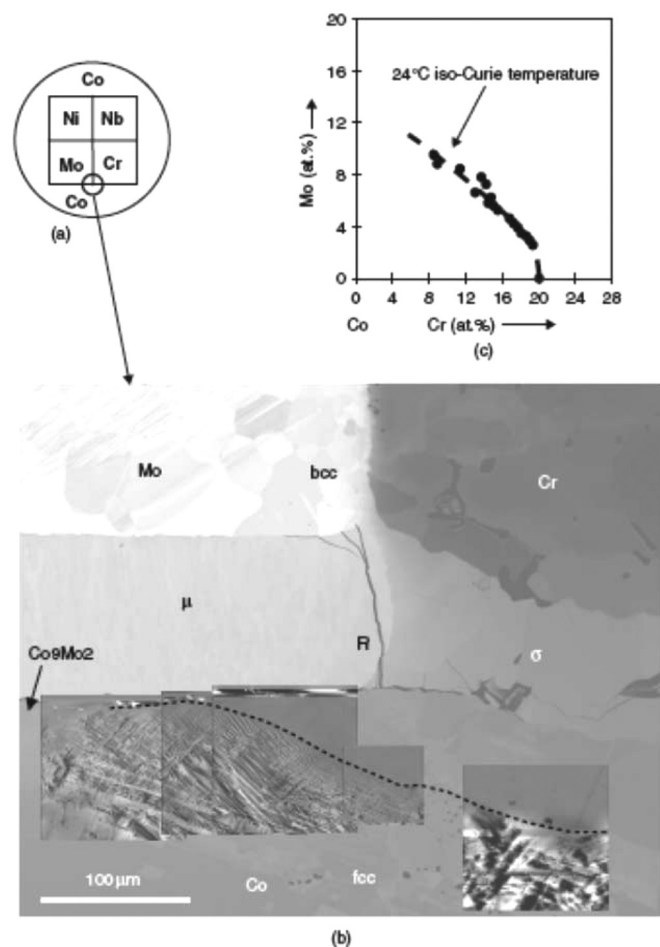 Co
Ni Nb
Mo Cr
Co
(a)
20
16
12
8
4
0
Mo (at.%)
24°C iso-Curie temperature
0 4 8 12 16 20 24 28
Co Cr (at.%)
(c)
Mo
bcc
Cr
μ
R
σ
Co9Mo2
100 μm
Co
fcc
(b)